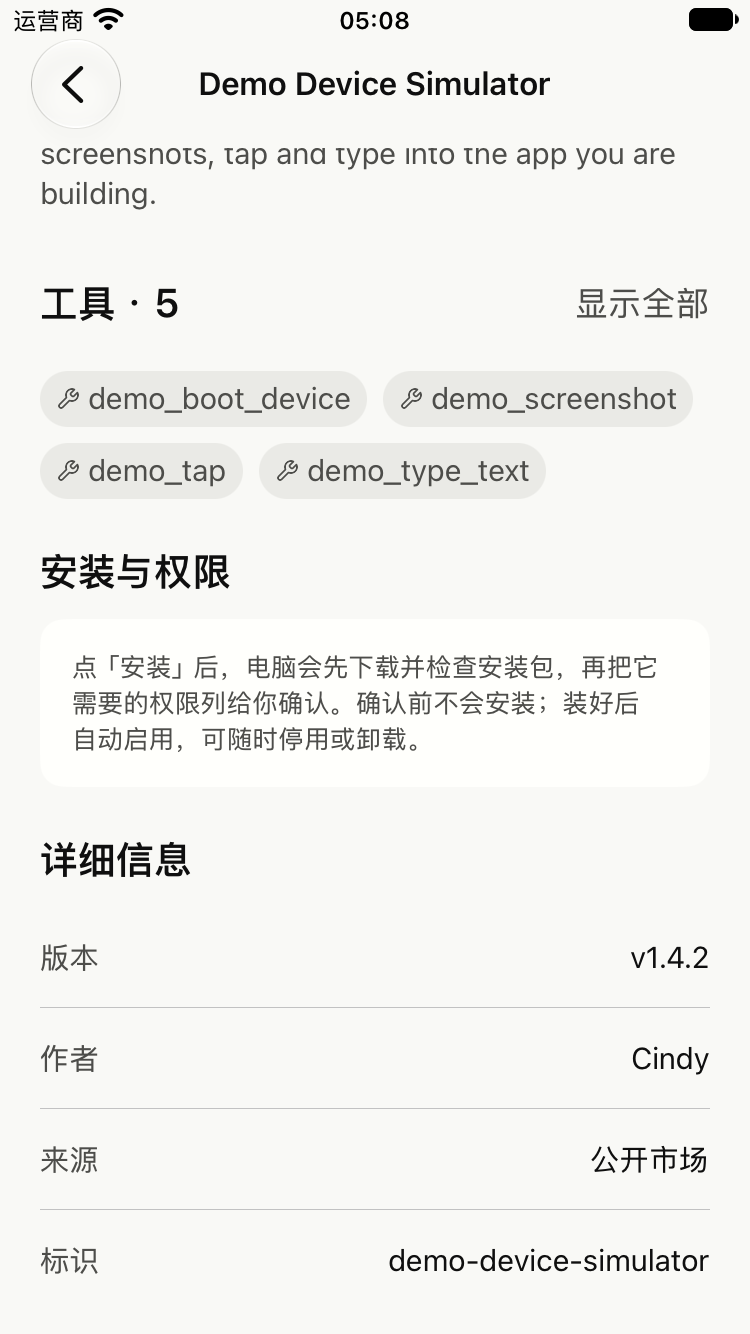 运营商
05:08
Demo Device Simulator
screenshots, tap and type into the app you are
building.
工具 · 5
显示全部
demo_boot_device
demo_screenshot
demo_tap
demo_type_text
安装与权限
点「安装」后，电脑会先下载并检查安装包，再把它
需要的权限列给你确认。确认前不会安装；装好后
自动启用，可随时停用或卸载。
详细信息
版本
v1.4.2
作者
Cindy
来源
公开市场
标识
demo-device-simulator